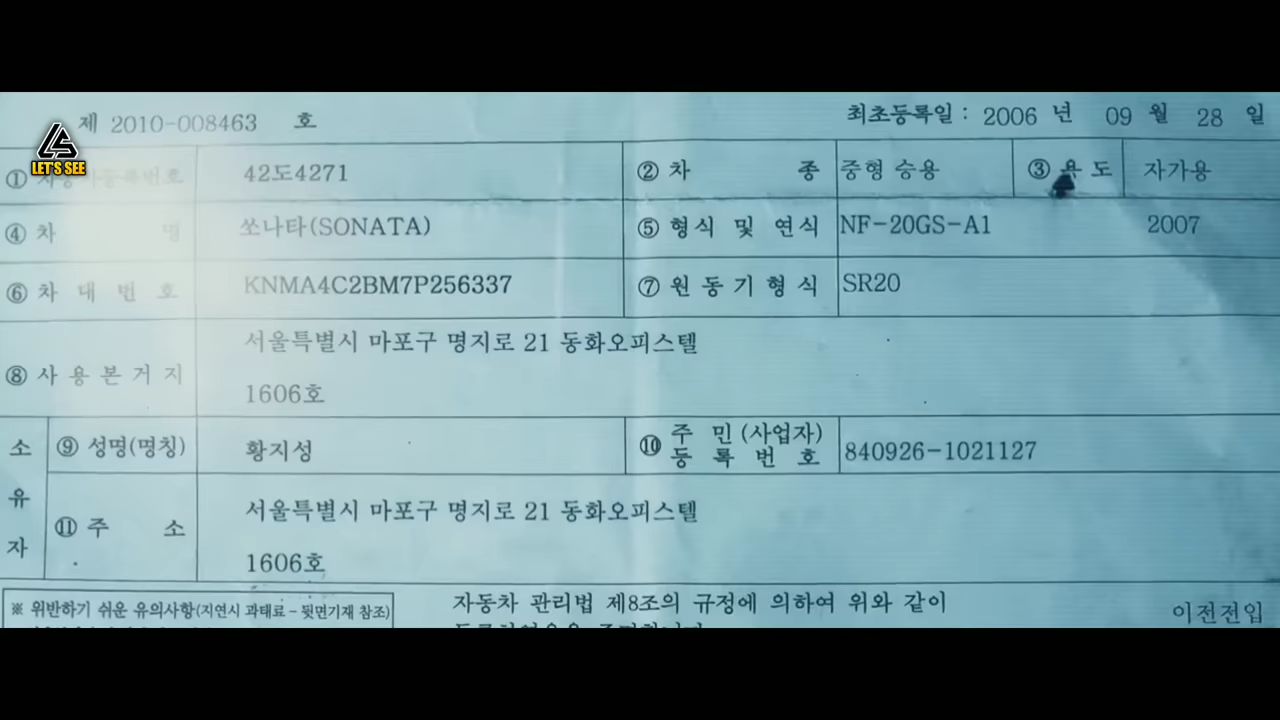 LS
LET'S SEE
제 2010-008463 호
최초등록일 : 2006 년 09 월 28 일
① 자동차등록번호 42도4271 ② 차 종 중형 승용 ③ 용 도 자가용
④ 차 명 쏘나타(SONATA) ⑤ 형식 및 연식 NF-20GS-A1 2007
⑥ 차 대 번 호 KNMA4C2BM7P256337 ⑦ 원 동 기 형 식 SR20
⑧ 사 용 본 거 지 서울특별시 마포구 명지로 21 동화오피스텔
1606호
소 유 자
⑨ 성명(명칭) 황지성 ⑩ 주 민 (사업자) 등 록 번 호 840926-1021127
⑪ 주 소 서울특별시 마포구 명지로 21 동화오피스텔
1606호
※ 위반하기 쉬운 유의사항(지연시 과태료 - 뒷면기재 참조)
자동차 관리법 제8조의 규정에 의하여 위와 같이
이전전입